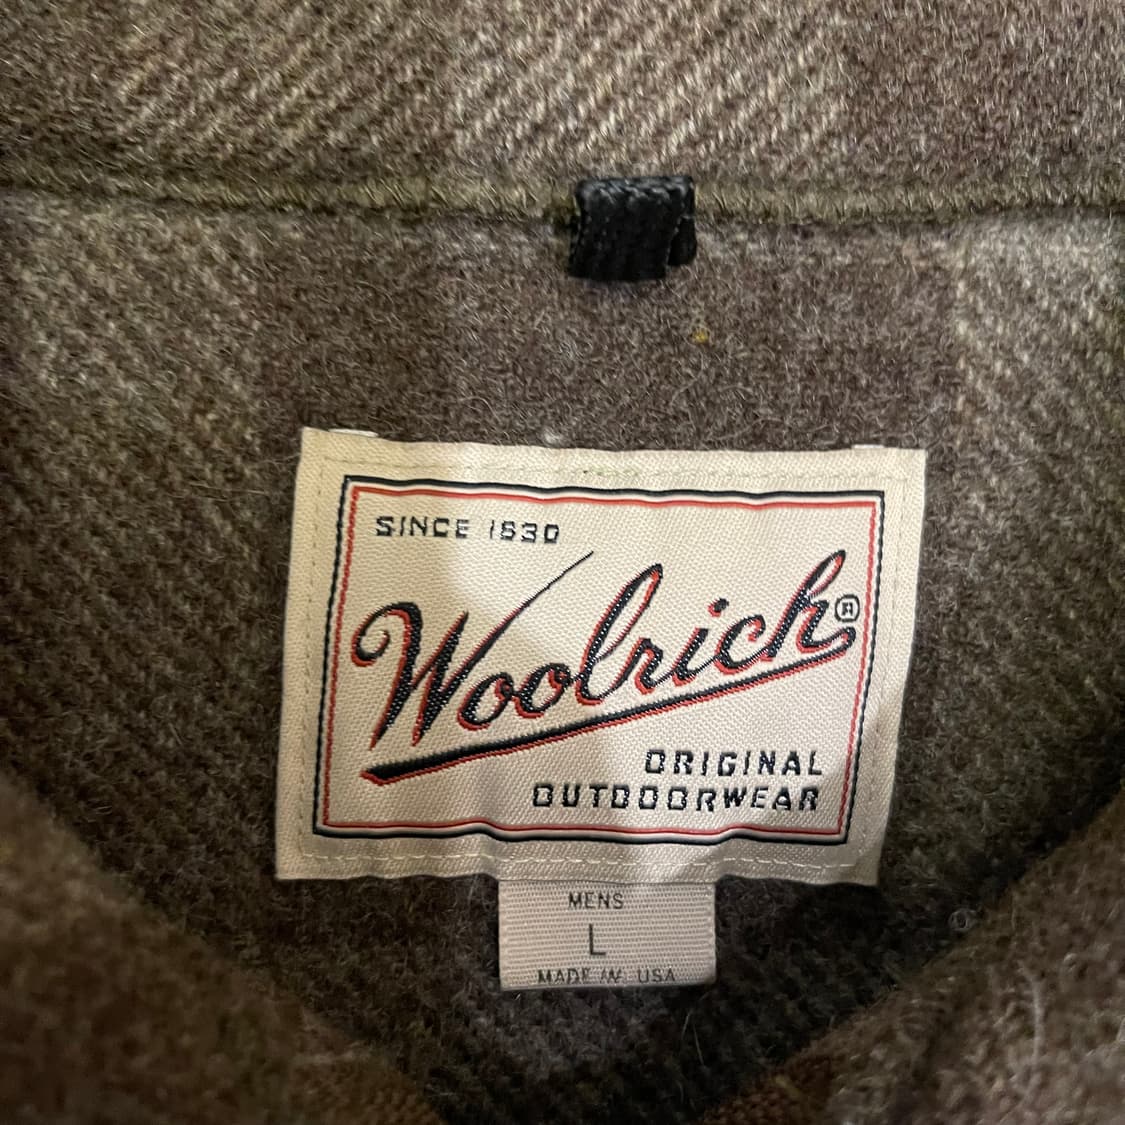 SINCE 1830
Woolrich®
ORIGINAL
OUTDOORWEAR
MENS
L
MADE IN USA